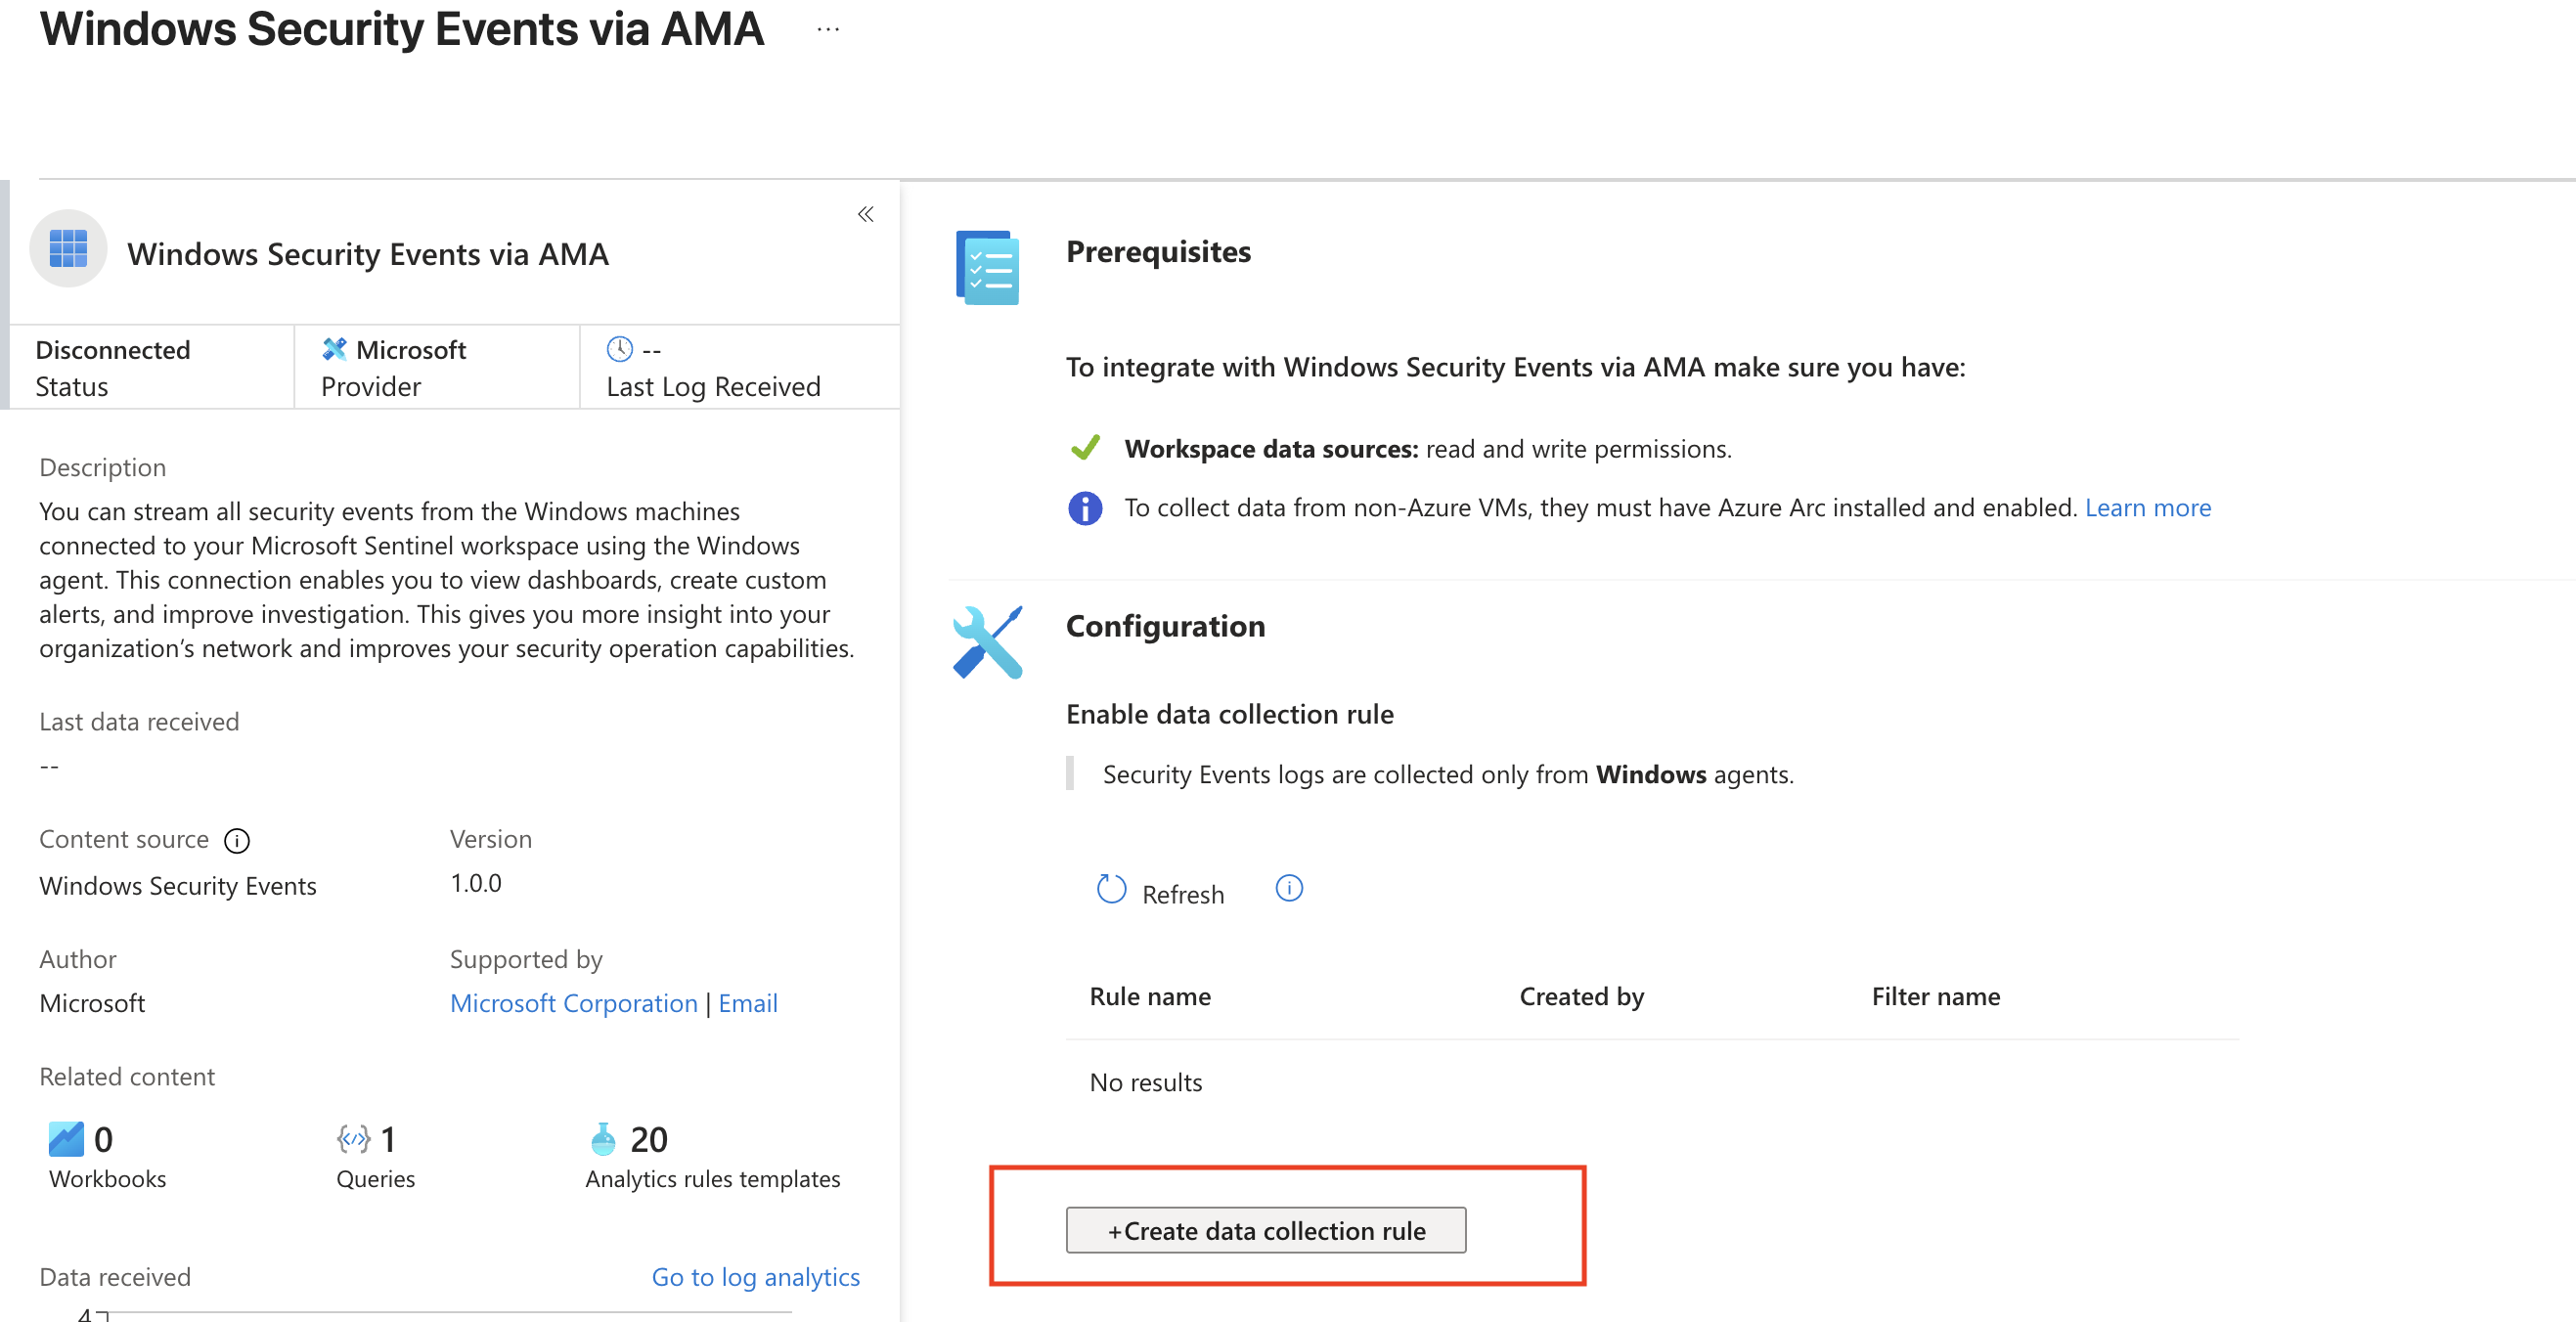 Windows Security Events via AMA ...
«
Windows Security Events via AMA
Disconnected
Status
Microsoft
Provider
--
Last Log Received
Description
You can stream all security events from the Windows machines
connected to your Microsoft Sentinel workspace using the Windows
agent. This connection enables you to view dashboards, create custom
alerts, and improve investigation. This gives you more insight into your
organization’s network and improves your security operation capabilities.
Last data received
--
Content source
Windows Security Events
Version
1.0.0
Author
Microsoft
Supported by
Microsoft Corporation | Email
Related content
0
Workbooks
1
Queries
20
Analytics rules templates
Data received
Go to log analytics
4
Prerequisites
To integrate with Windows Security Events via AMA make sure you have:
Workspace data sources: read and write permissions.
To collect data from non-Azure VMs, they must have Azure Arc installed and enabled. Learn more
Configuration
Enable data collection rule
Security Events logs are collected only from Windows agents.
Refresh
Rule name Created by Filter name
No results
+Create data collection rule